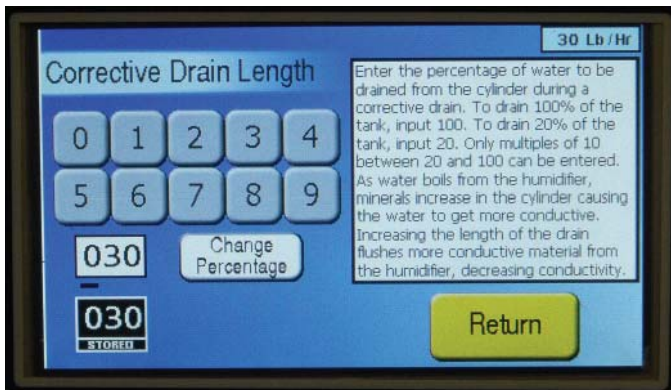 30 Lb/Hr
Corrective Drain Length
Enter the percentage of water to be
drained from the cylinder during a
corrective drain. To drain 100% of the
tank, input 100. To drain 20% of the
tank, input 20. Only multiples of 10
between 20 and 100 can be entered.
As water boils from the humidifier,
minerals increase in the cylinder causing
the water to get more conductive.
Increasing the length of the drain
flushes more conductive material from
the humidifier, decreasing conductivity.
0 1 2 3 4
5 6 7 8 9
030
Change
Percentage
030
STORED
Return